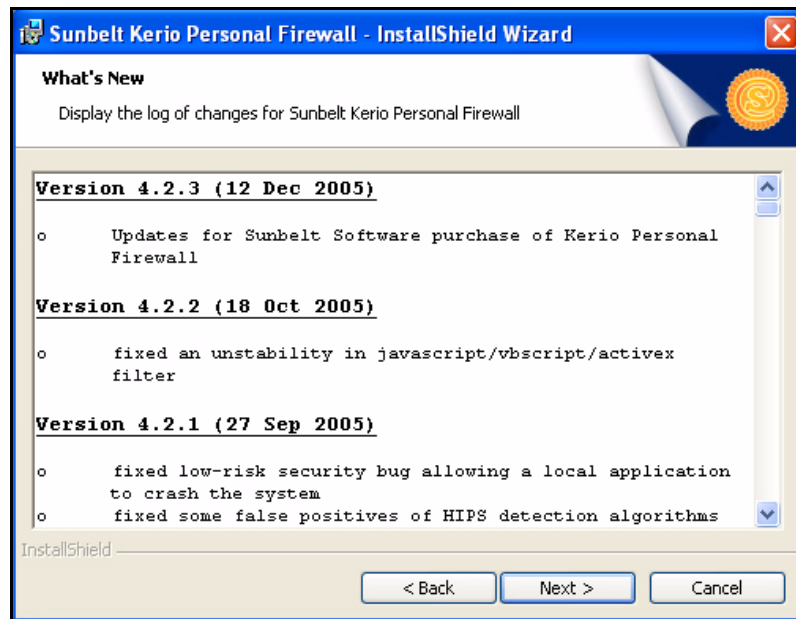 Sunbelt Kerio Personal Firewall - InstallShield Wizard
What's New
Display the log of changes for Sunbelt Kerio Personal Firewall
S
Version 4.2.3 (12 Dec 2005)
o Updates for Sunbelt Software purchase of Kerio Personal
Firewall
Version 4.2.2 (18 Oct 2005)
o fixed an unstability in javascript/vbscript/activex
filter
Version 4.2.1 (27 Sep 2005)
o fixed low-risk security bug allowing a local application
to crash the system
o fixed some false positives of HIPS detection algorithms
InstallShield
< Back Next > Cancel